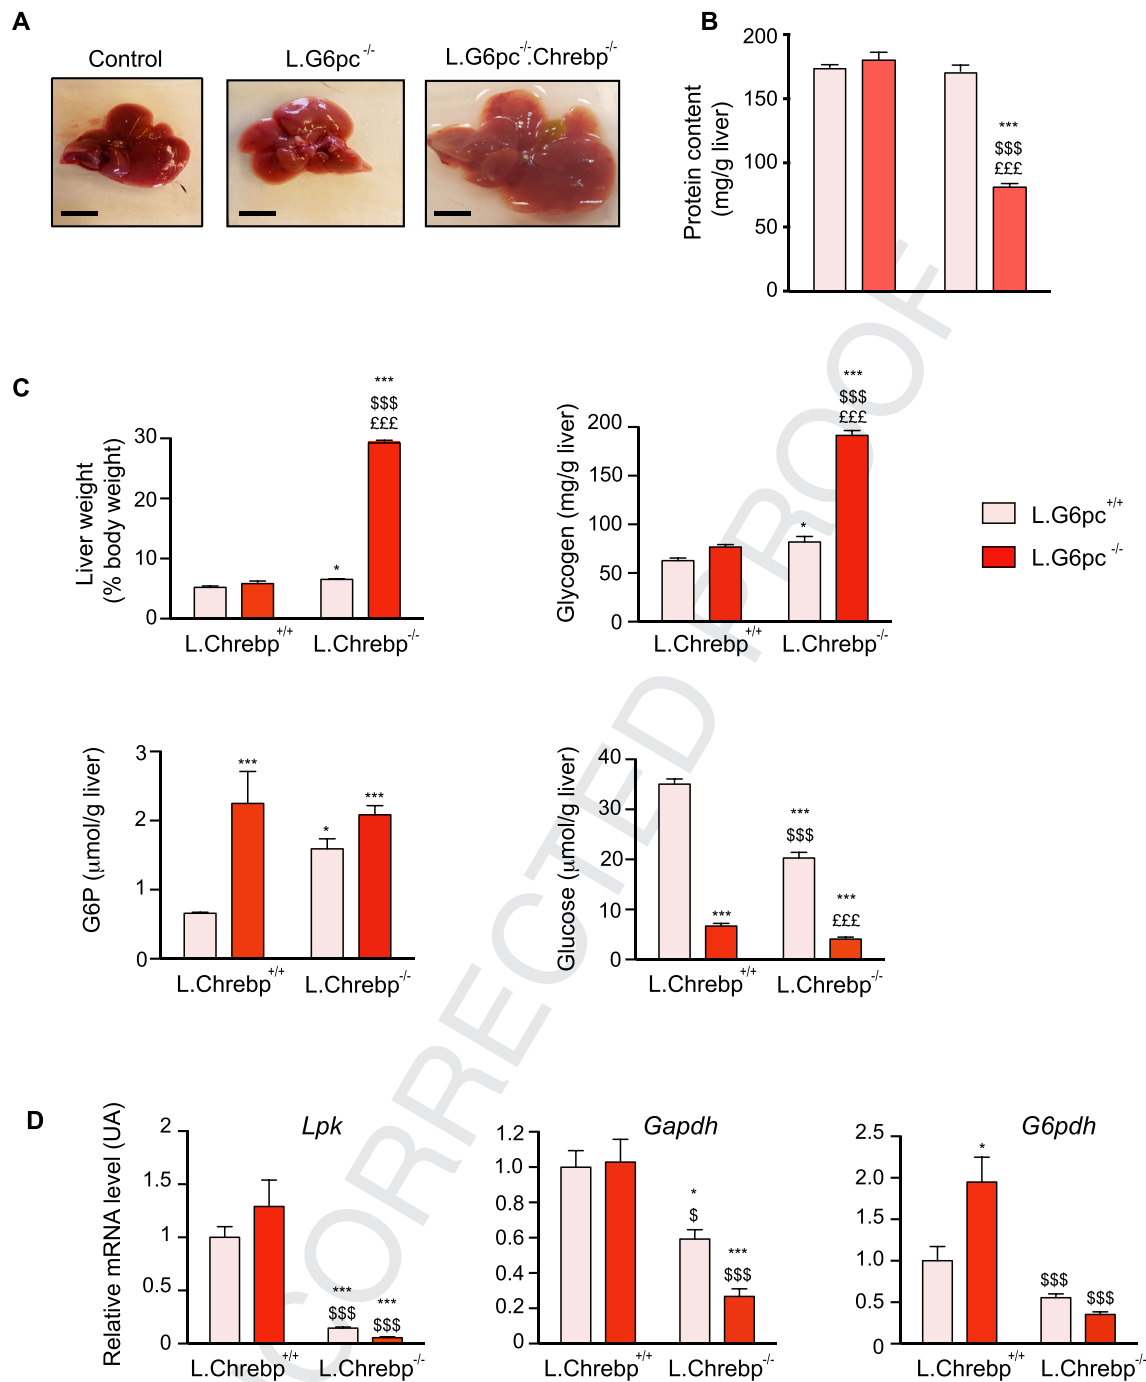 A
Control
L.G6pc-/-
L.G6pc-/-.Chrebp-/-
B
Protein content
(mg/g liver)
200
150
100
50
0
***
$$$
£££
C
Liver weight
(% body weight)
30
20
10
0
*
***
$$$
£££
L.Chrebp+/+
L.Chrebp-/-
Glycogen (mg/g liver)
200
150
100
50
0
*
***
$$$
£££
L.Chrebp+/+
L.Chrebp-/-
L.G6pc+/+
L.G6pc-/-
G6P (µmol/g liver)
3
2
1
0
***
*
***
L.Chrebp+/+
L.Chrebp-/-
Glucose (µmol/g liver)
40
30
20
10
0
***
***
$$$
***
£££
L.Chrebp+/+
L.Chrebp-/-
D
Relative mRNA level (UA)
Lpk
2
1.5
1
0.5
0
***
$$$
***
$$$
L.Chrebp+/+
L.Chrebp-/-
Gapdh
1.2
1.0
0.8
0.6
0.4
0.2
0
*
$
***
$$$
L.Chrebp+/+
L.Chrebp-/-
G6pdh
2.5
2.0
1.5
1.0
0.5
0
*
$$$
$$$
L.Chrebp+/+
L.Chrebp-/-
CORRECTED PROOF